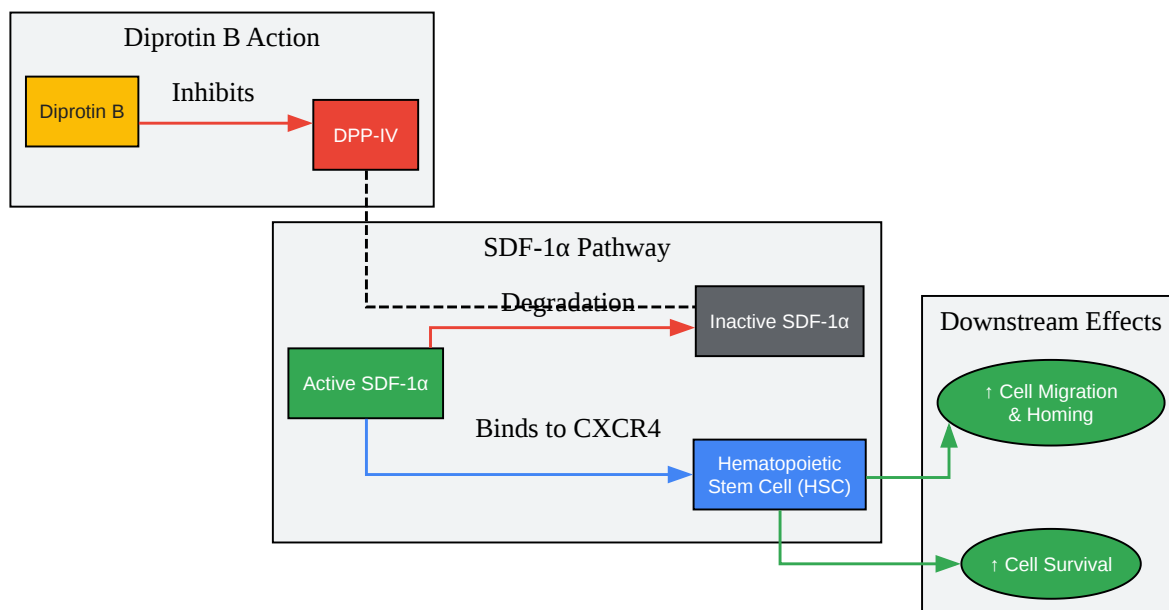 Diprotin B Action
Inhibits
Diprotin B
DPP-IV
SDF-1α Pathway
Degradation
Inactive SDF-1α
Active SDF-1α
Binds to CXCR4
Hematopoietic
Stem Cell (HSC)
Downstream Effects
↑ Cell Migration
& Homing
↑ Cell Survival